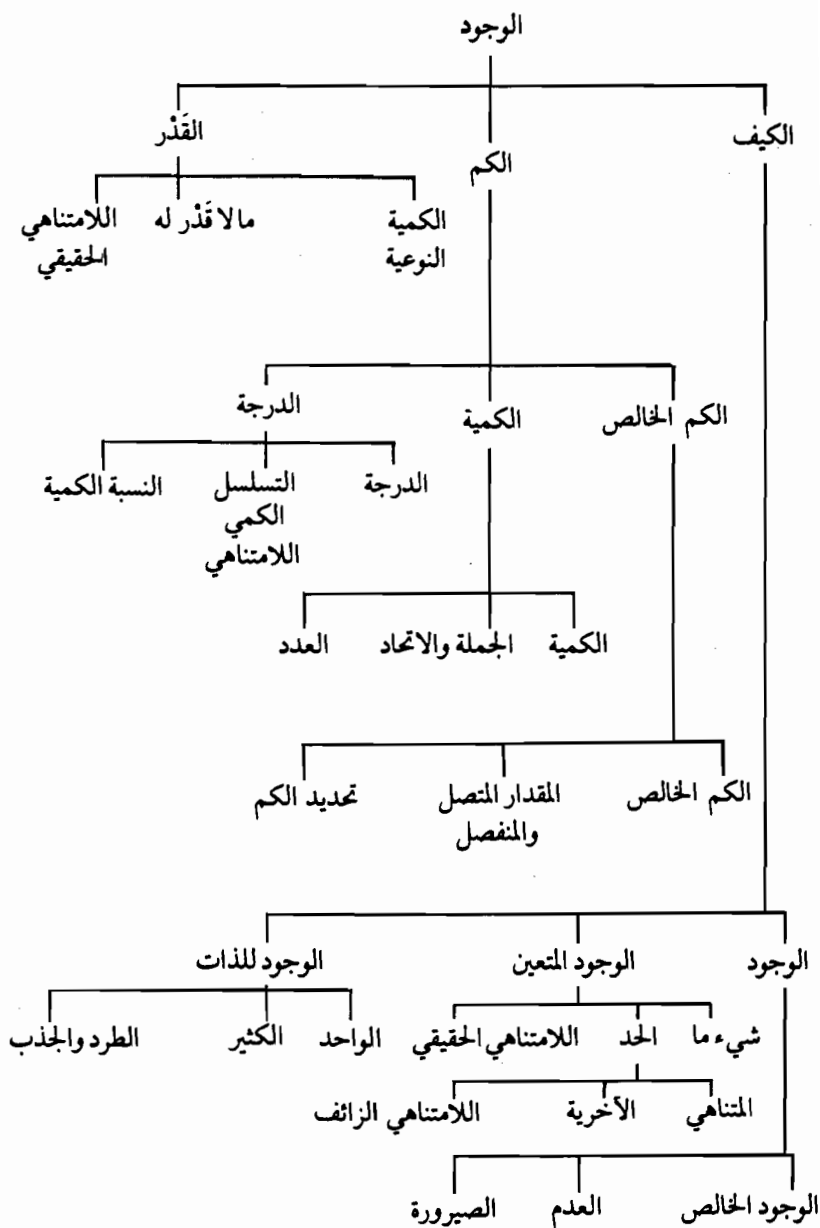 الوجود
الكيف
الكم
القَدْر
الكمية
النوعية
مالا قَدْر له
اللامتناهي
الحقيقي
الكم الخالص
الكمية
الدرجة
الدرجة
التسلسل
الكمي
اللامتناهي
النسبة الكمية
الكمية
الجملة والاتحاد
العدد
الكم الخالص
المقدار المتصل
والمنفصل
تحديد الكم
الوجود
الوجود المتعين
الوجود للذات
شيء ما
الحد
اللامتناهي الحقيقي
الواحد
الكثير
الطرد والجذب
المتناهي
الآخرية
اللامتناهي الزائف
الوجود الخالص
العدم
الصيرورة